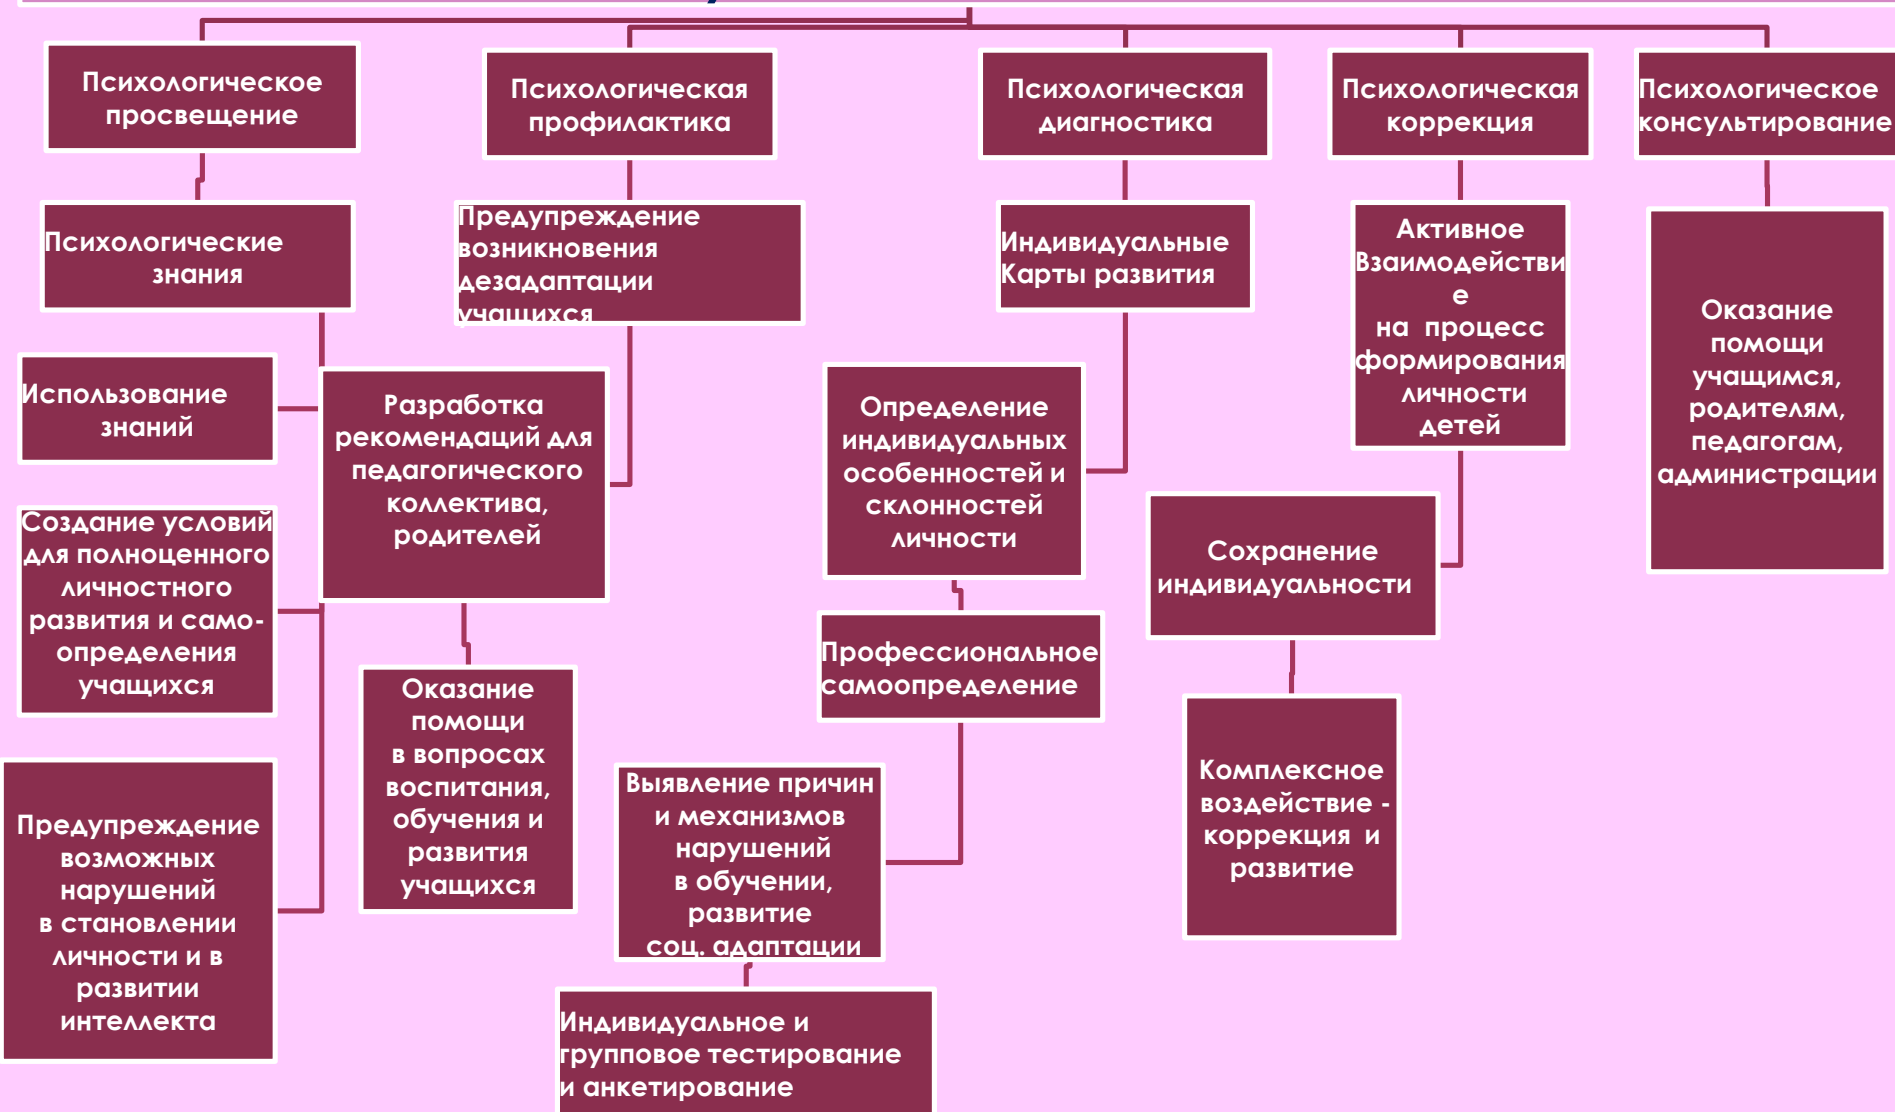 Психологическое
просвещение
Психологическая
профилактика
Психологическая
диагностика
Психологическая
коррекция
Психологическое
консультирование
Психологические
знания
Предупреждение
возникновения
дезадаптации
учащихся
Индивидуальные
Карты развития
Активное
Взаимодействи
е
на процесс
формирования
личности
детей
Оказание
помощи
учащимся,
родителям,
педагогам,
администрации
Использование
знаний
Разработка
рекомендаций для
педагогического
коллектива,
родителей
Определение
индивидуальных
особенностей и
склонностей
личности
Сохранение
индивидуальности
Создание условий
для полноценного
личностного
развития и само-
определения
учащихся
Оказание
помощи
в вопросах
воспитания,
обучения и
развития
учащихся
Профессиональное
самоопределение
Комплексное
воздействие -
коррекция и
развитие
Предупреждение
возможных
нарушений
в становлении
личности и в
развитии
интеллекта
Выявление причин
и механизмов
нарушений
в обучении,
развитие
соц. адаптации
Индивидуальное и
групповое тестирование
и анкетирование